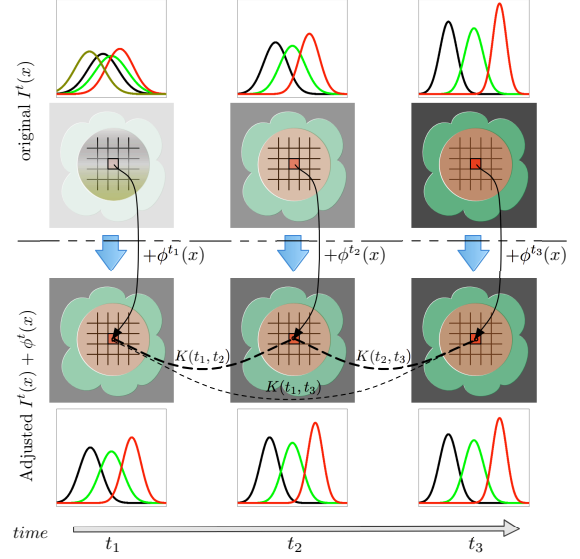 original I^t(x)
+ϕ^{t_1}(x)
+ϕ^{t_2}(x)
+ϕ^{t_3}(x)
Adjusted I^t(x) + ϕ^t(x)
K(t_1, t_2)
K(t_2, t_3)
K(t_1, t_3)
time
t_1
t_2
t_3